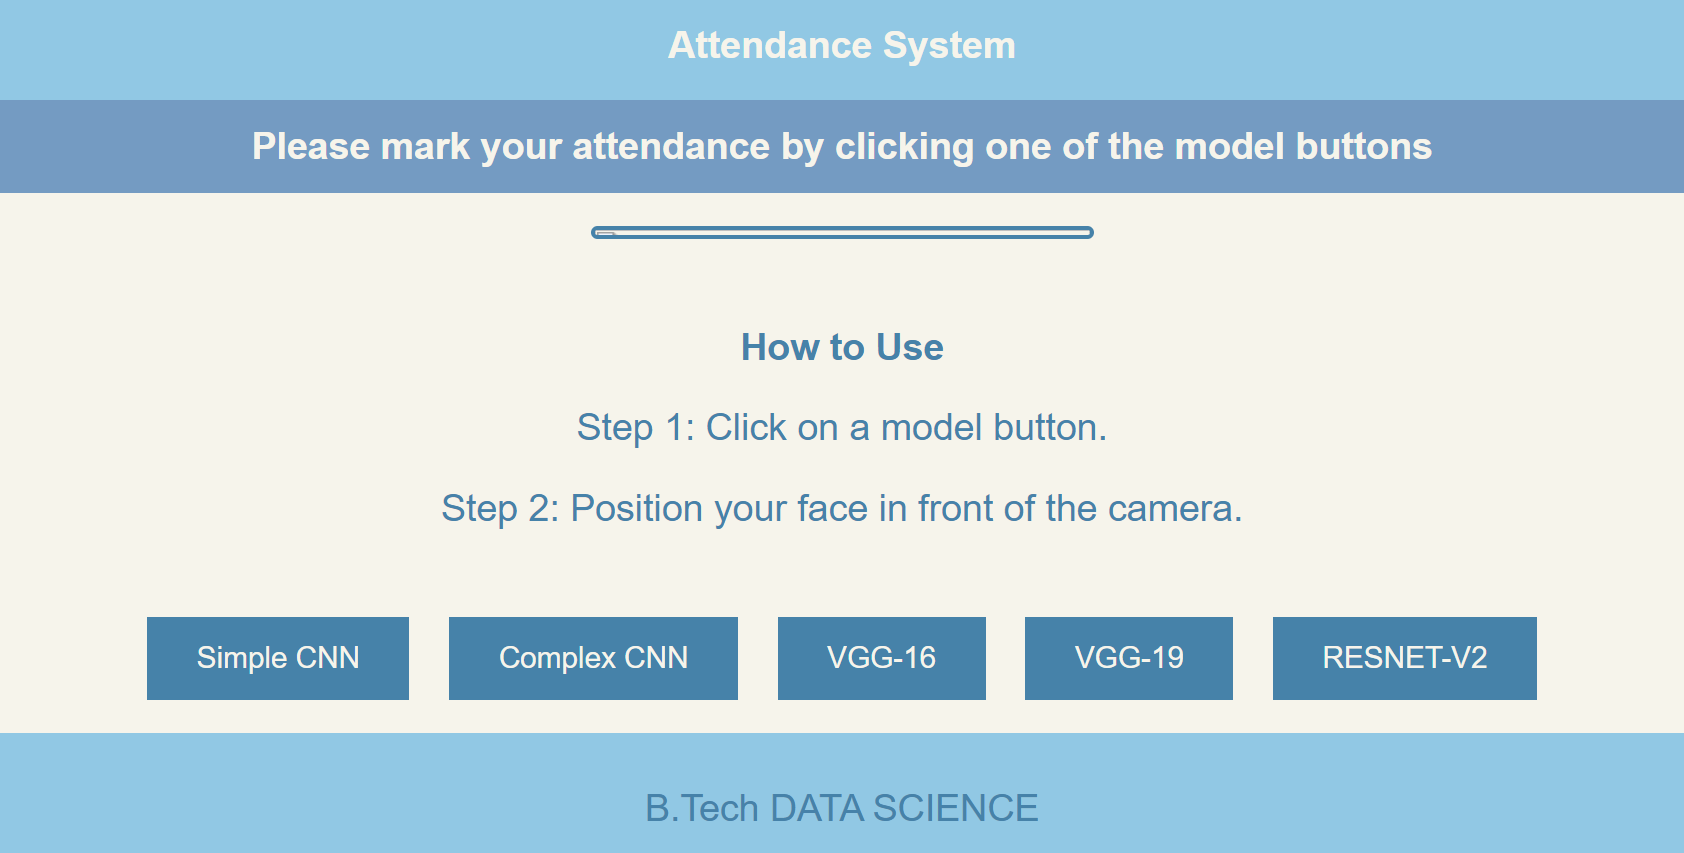 Attendance System
Please mark your attendance by clicking one of the model buttons
How to Use
Step 1: Click on a model button.
Step 2: Position your face in front of the camera.
Simple CNN
Complex CNN
VGG-16
VGG-19
RESNET-V2
B.Tech DATA SCIENCE